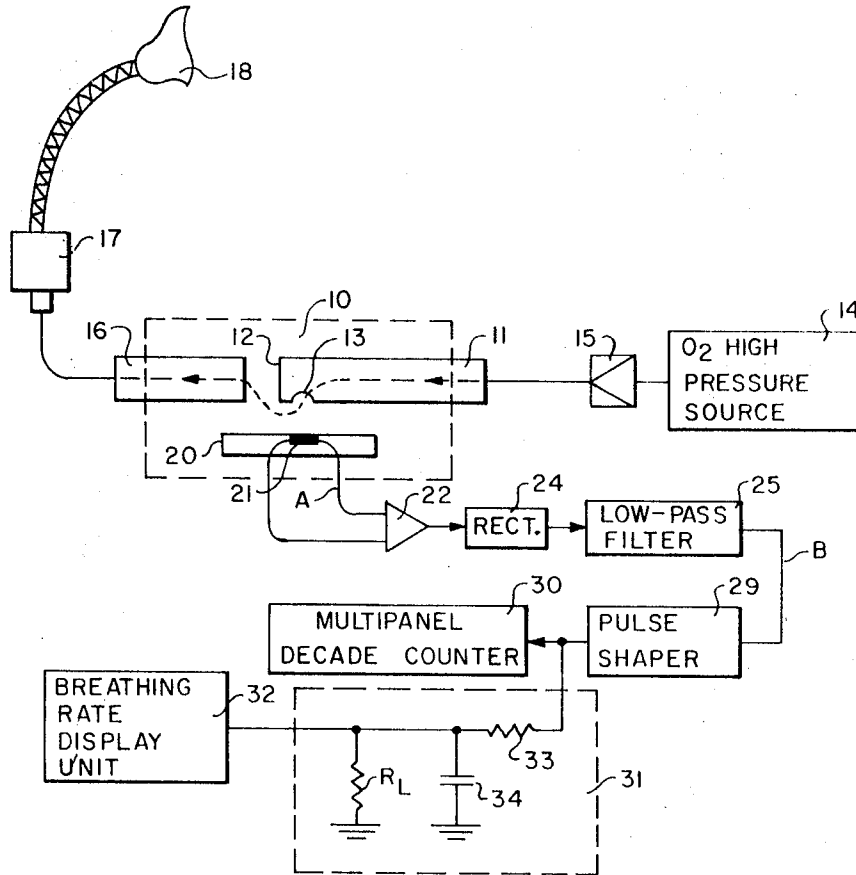 18
17
10
16
12
13
11
15
14
O2 HIGH
PRESSURE
SOURCE
20
21
A
22
24
RECT.
25
LOW-PASS
FILTER
B
30
MULTIPANEL
DECADE COUNTER
29
PULSE
SHAPER
32
BREATHING
RATE
DISPLAY
UNIT
33
RL
34
31